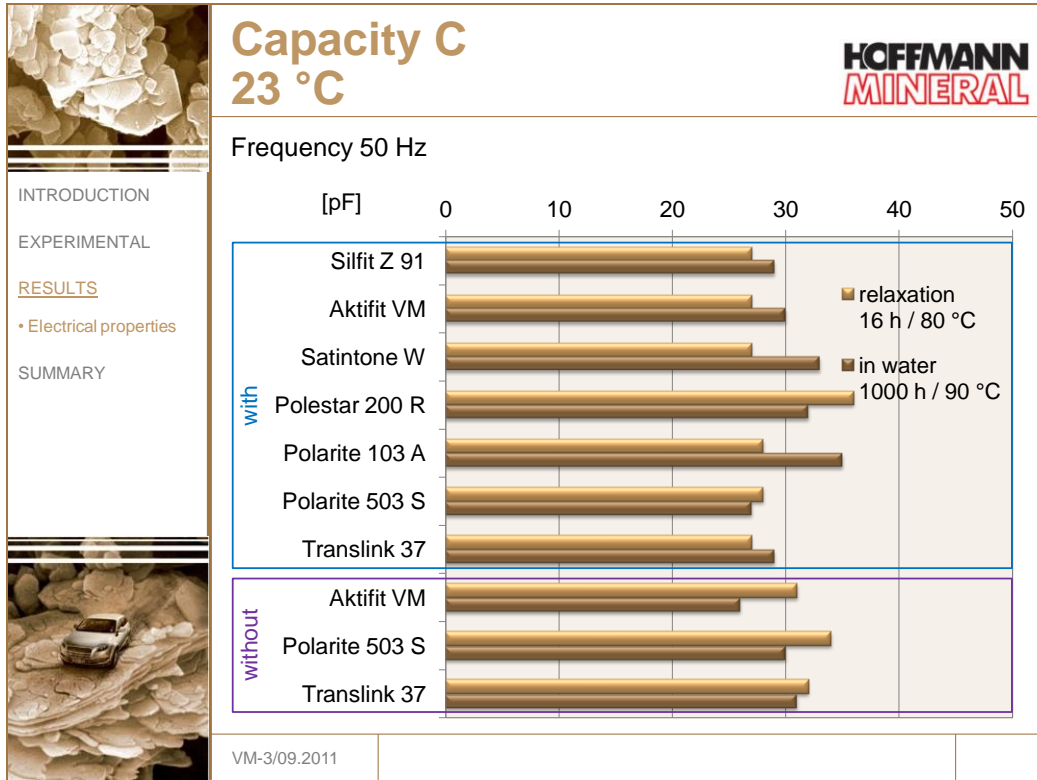 Capacity C
23 °C
HOFFMANN
MINERAL
INTRODUCTION
EXPERIMENTAL
RESULTS
• Electrical properties
SUMMARY
Frequency 50 Hz
[pF]
0 10 20 30 40 50
with
Silfit Z 91
Aktifit VM
Satintone W
Polestar 200 R
Polarite 103 A
Polarite 503 S
Translink 37
without
Aktifit VM
Polarite 503 S
Translink 37
relaxation
16 h / 80 °C
in water
1000 h / 90 °C
VM-3/09.2011